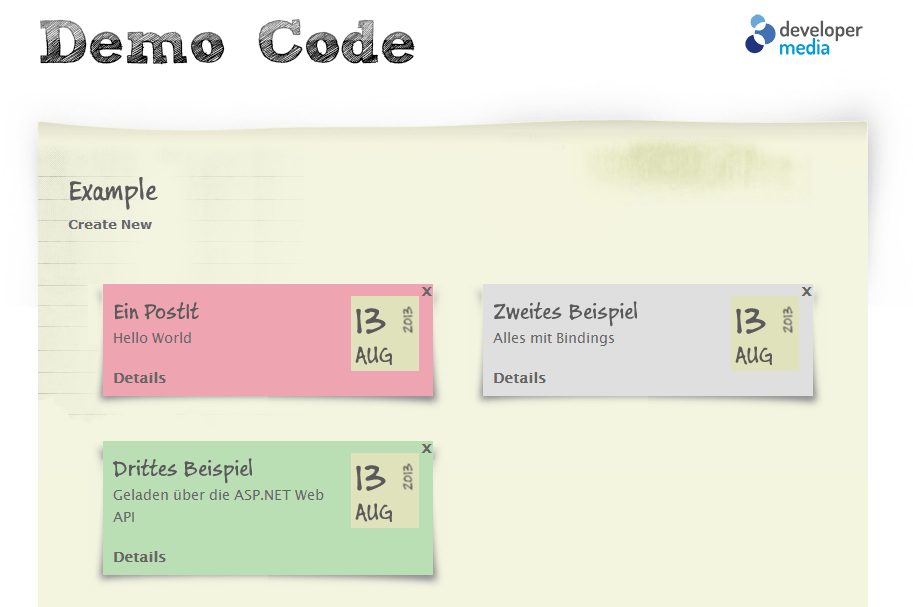 Demo Code
developer
media
Example
Create New
X
Ein PostIt
Hello World
13
2013
AUG
Details
X
Zweites Beispiel
Alles mit Bindings
13
2013
AUG
Details
X
Drittes Beispiel
Geladen über die ASP.NET Web
API
13
2013
AUG
Details